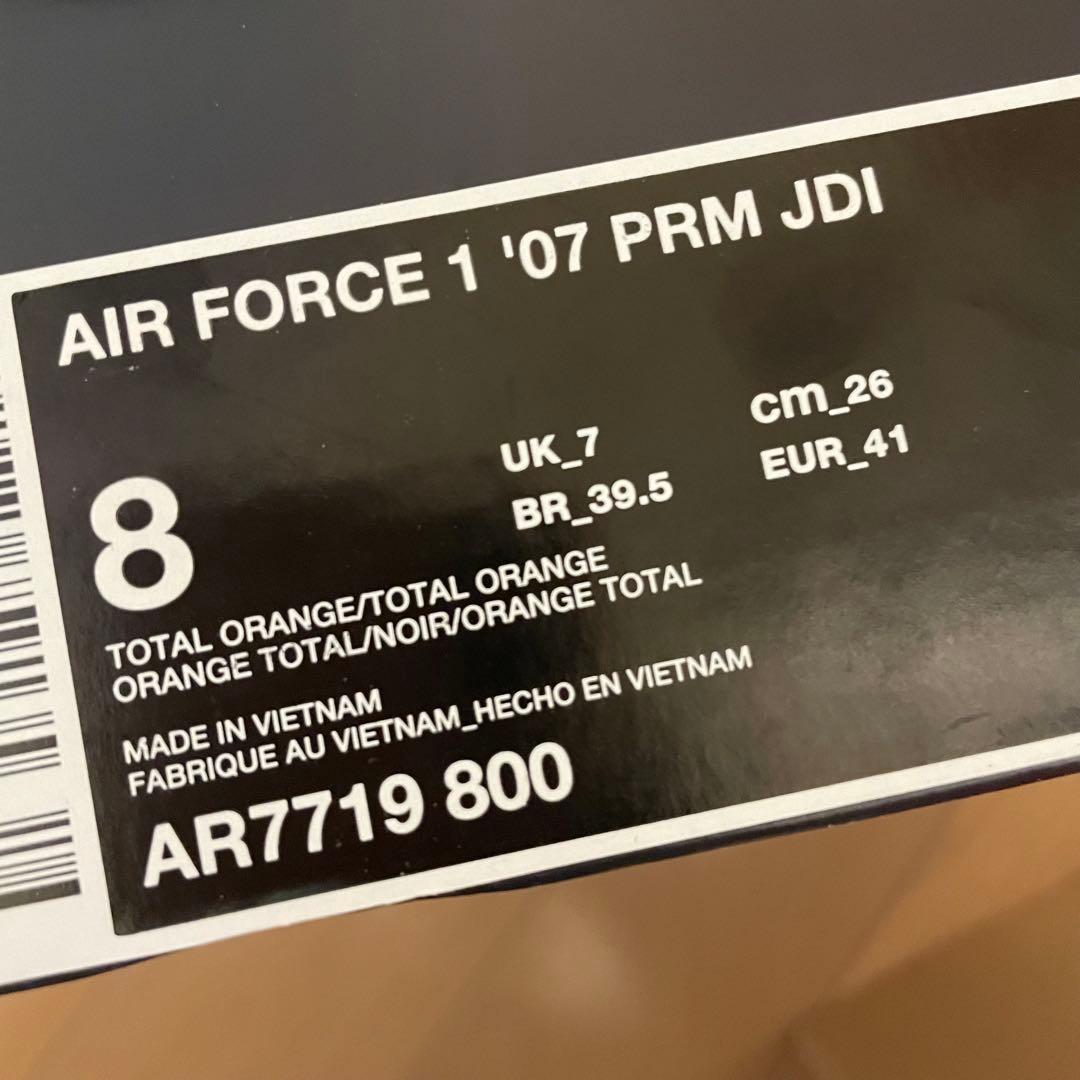 AIR FORCE 1 '07 PRM JDI
8
UK_7
cm_26
BR_39.5
EUR_41
TOTAL ORANGE/TOTAL ORANGE
ORANGE TOTAL/NOIR/ORANGE TOTAL
MADE IN VIETNAM
FABRIQUE AU VIETNAM_HECHO EN VIETNAM
AR7719 800